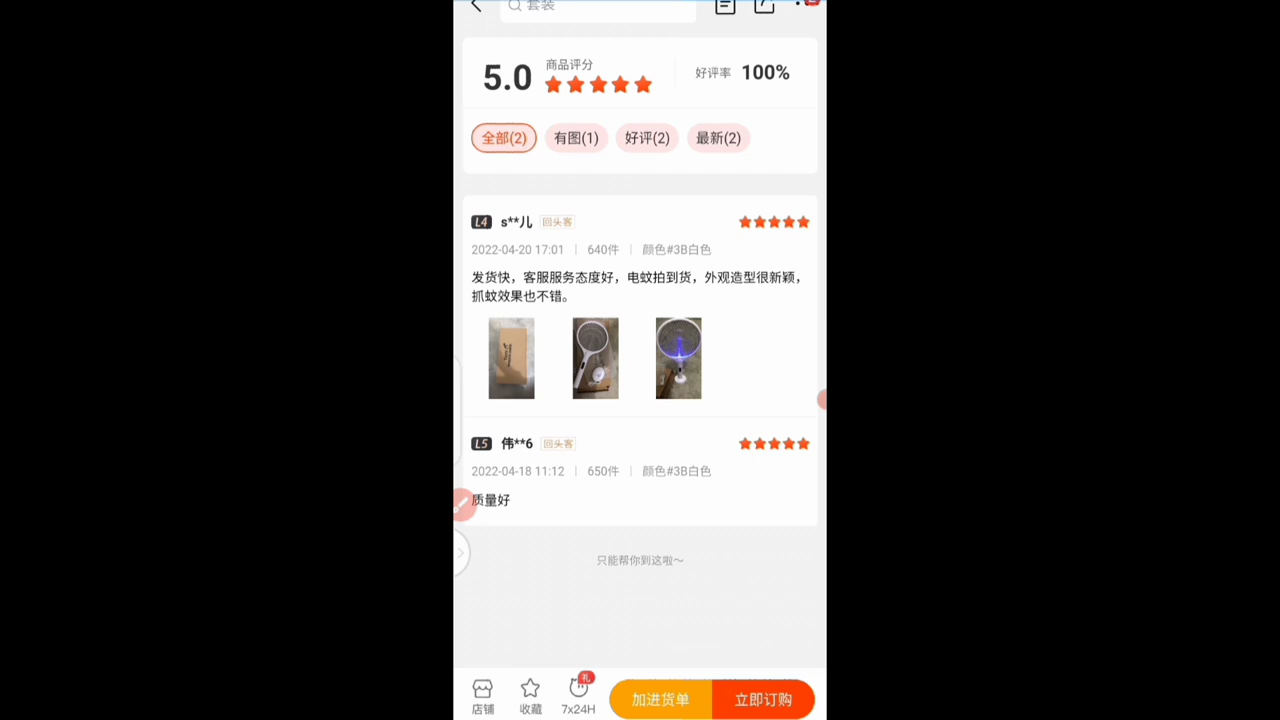 套装
5.0
商品评分
好评率 100%
全部(2) 有图(1) 好评(2) 最新(2)
L4 s**儿 回头客
2022-04-20 17:01 | 640件 | 颜色#3B白色
发货快，客服服务态度好，电蚊拍到货，外观造型很新颖，
抓蚊效果也不错。
L5 伟**6 回头客
2022-04-18 11:12 | 650件 | 颜色#3B白色
质量好
只能帮你到这啦～
礼
店铺 收藏 7x24H 加进货单 立即订购